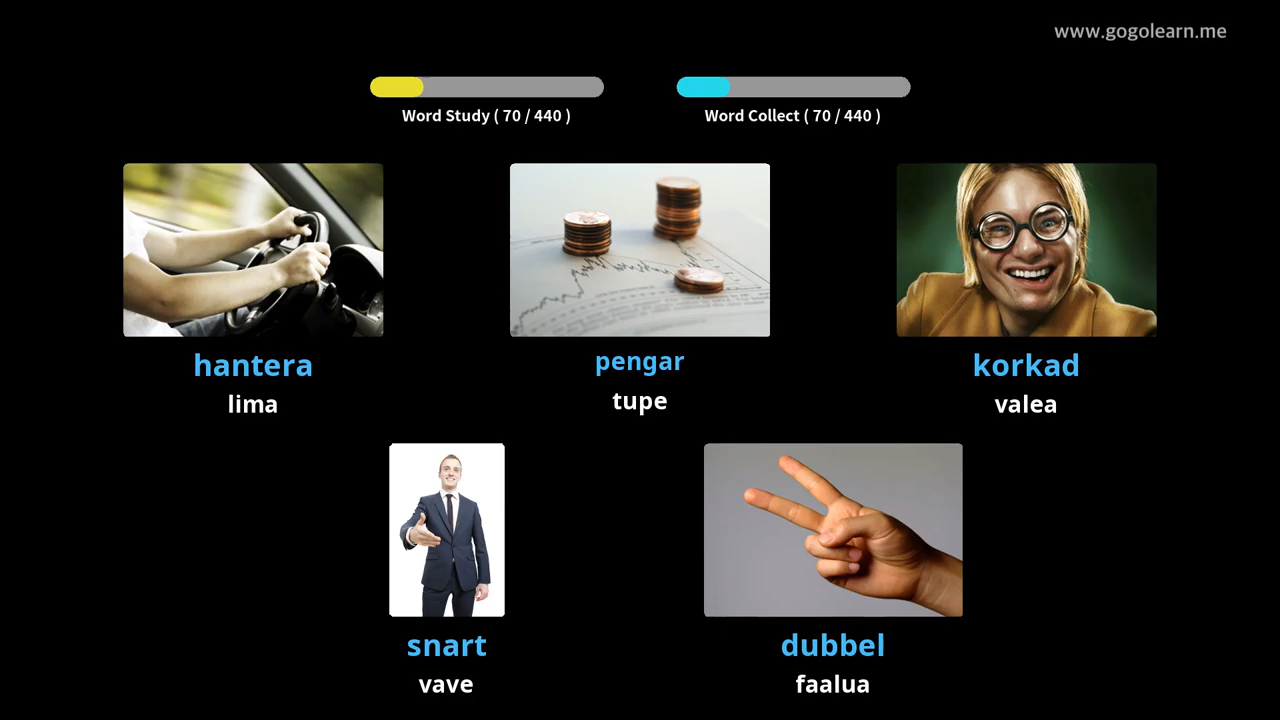 www.gogolearn.me
Word Study ( 70 / 440 )
Word Collect ( 70 / 440 )
hantera
lima
pengar
tupe
korkad
valea
snart
vave
dubbel
faalua